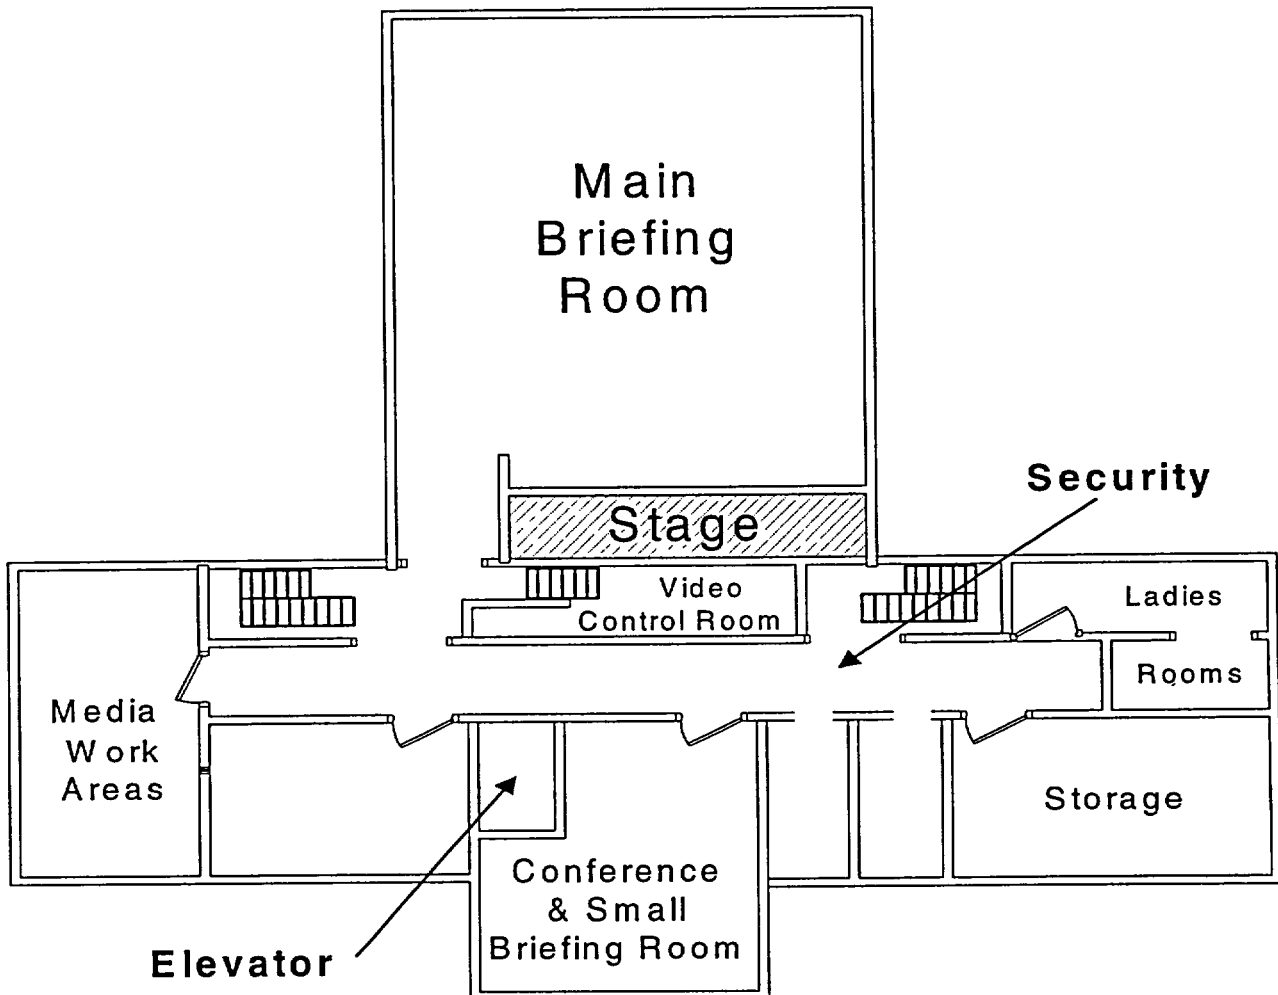 Main
Briefing
Room
Security
Stage
Video
Control Room
Ladies
Rooms
Media
Work
Areas
Storage
Conference
& Small
Briefing Room
Elevator